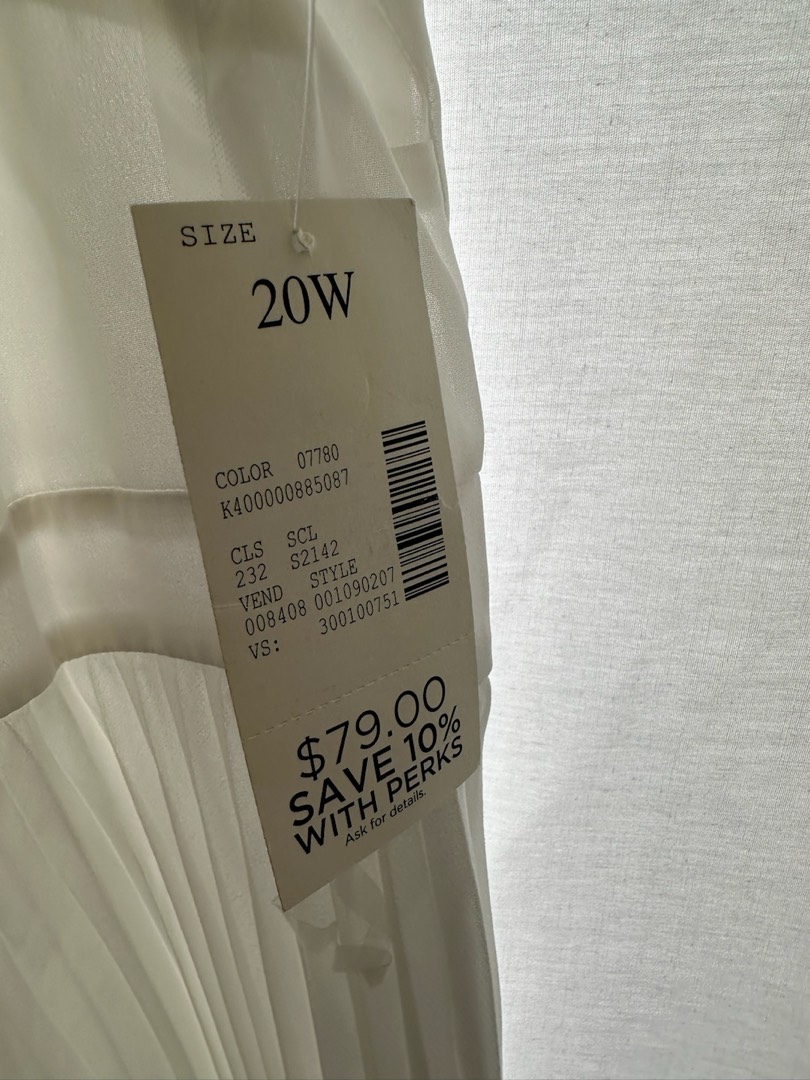 SIZE
20W
COLOR 07780
K400000885087
CLS SCL
232 S2142
VEND STYLE
008408 001090207
VS: 300100751
$79.00
SAVE 10%
WITH PERKS
Ask for details.